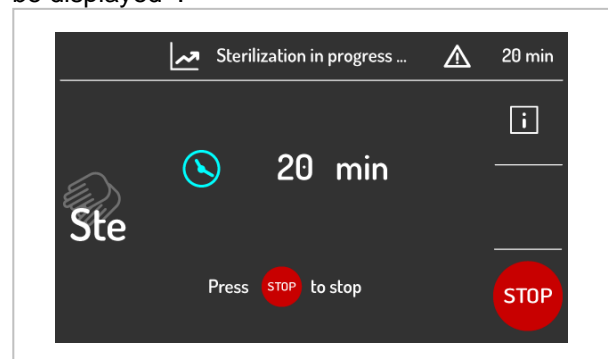 be displayed*.
Sterilization in progress ...
20 min
i
20 min
Ste
Press STOP to stop
STOP